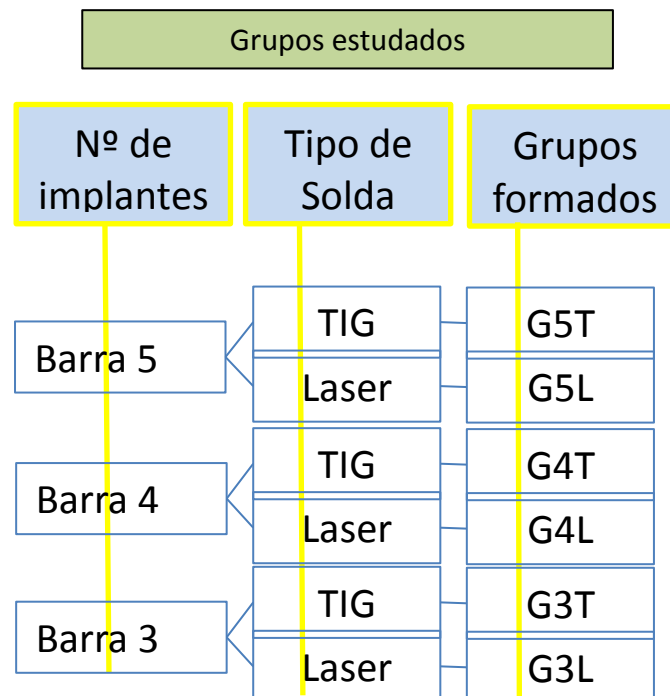 Grupos estudados
Nº de
implantes
Tipo de
Solda
Grupos
formados
Barra 5
TIG
G5T
Laser
G5L
Barra 4
TIG
G4T
Laser
G4L
Barra 3
TIG
G3T
Laser
G3L